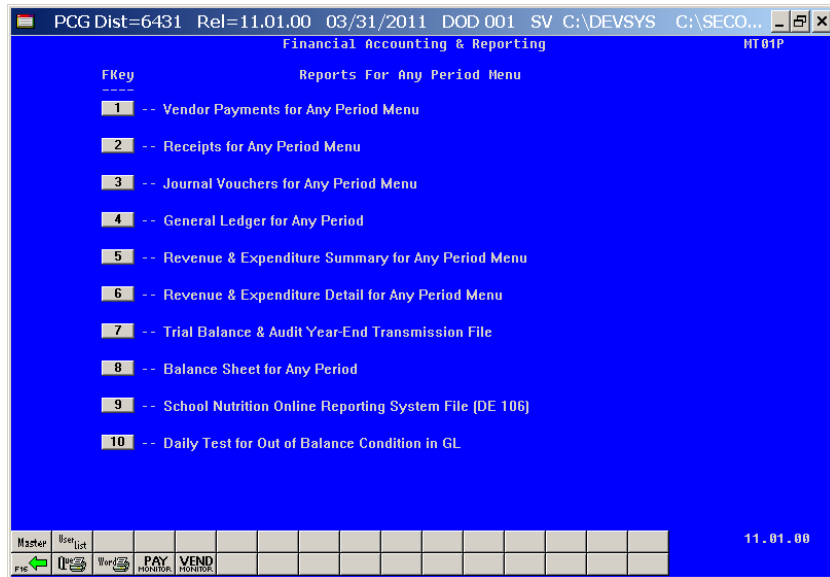 PCG Dist=6431 Rel=11.01.00 03/31/2011 DOD 001 SV C:\DEVSYS C:\SECO...
Financial Accounting & Reporting MT01P
FKey Reports For Any Period Menu
----
1 -- Vendor Payments for Any Period Menu
2 -- Receipts for Any Period Menu
3 -- Journal Vouchers for Any Period Menu
4 -- General Ledger for Any Period
5 -- Revenue & Expenditure Summary for Any Period Menu
6 -- Revenue & Expenditure Detail for Any Period Menu
7 -- Trial Balance & Audit Year-End Transmission File
8 -- Balance Sheet for Any Period
9 -- School Nutrition Online Reporting System File (DE 106)
10 -- Daily Test for Out of Balance Condition in GL
Master User list 11.01.00
F16 Que Word PAY MONITOR VEND MONITOR